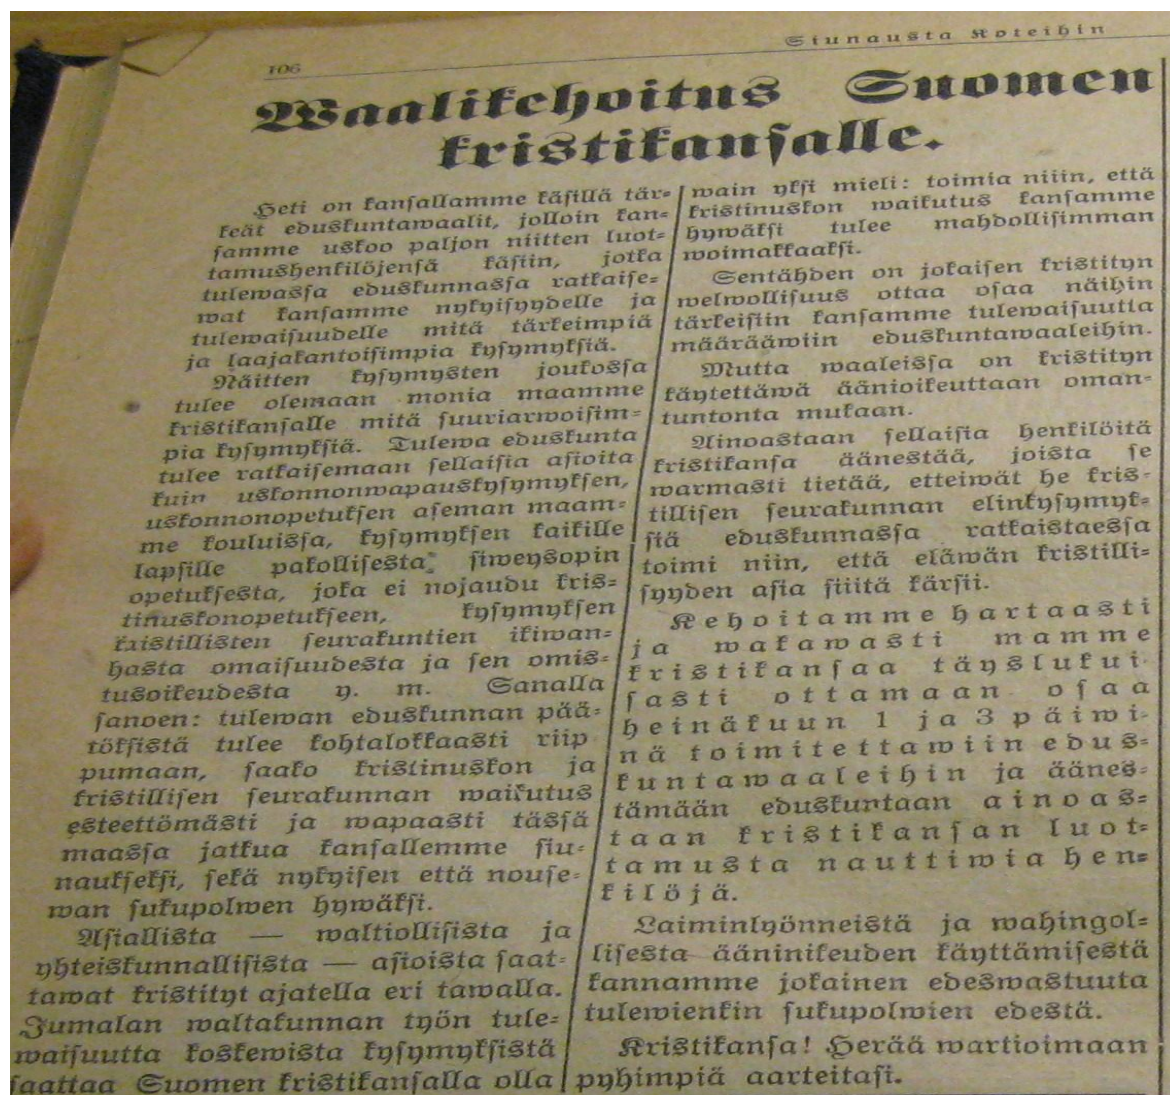 106
Siunausta Koteihin
Waalikehoitus Suomen
kristikansalle.
Heti on kansallamme käsillä tär-
keät eduskuntawaalit, jolloin kan-
samme uskoo paljon niitten luot-
tamushenkilöjensä käsiin, jotka
tulewassa eduskunnassa ratkaise-
wat kansamme nykyisyydelle ja
tulewaisuudelle mitä tärkeimpiä
ja laajakantoisimpia kysymyksiä.
Näitten kysymysten joukossa
tulee olemaan monia maamme
kristikansalle mitä suuriarwoisim-
pia kysymyksiä. Tulewa eduskunta
tulee ratkaisemaan sellaisia asioita
kuin uskonnonwapauskysymyksen,
uskonnonopetuksen aseman maam-
me kouluissa, kysymyksen kaikille
lapsille pakollisesta siweysopin
opetuksesta, joka ei nojaudu kris-
tinuskonopetukseen, kysymyksen
kristillisten seurakuntien ikiwan-
hasta omaisuudesta ja sen omis-
tusoikeudesta y. m. Sanalla
sanoen: tulewan eduskunnan pää-
töksistä tulee kohtalokkaasti riip
pumaan, saako kristinuskon ja
kristillisen seurakunnan waikutus
esteettömästi ja wapaasti tässä
maassa jatkua kansallemme siu-
naukseksi, sekä nykyisen että nouse-
wan sukupolwen hywäksi.
Asiallista — waltiollisista ja
yhteiskunnallisista — asioista saat-
tawat kristityt ajatella eri tawalla.
Jumalan waltakunnan työn tule-
waisuutta koskewista kysymyksistä
saattaa Suomen kristikansalla olla
wain yksi mieli: toimia niiin, että
kristinuskon waikutus kansamme
hywäksi tulee mahdollisimman
woimakkaaksi.
Sentähden on jokaisen kristityn
welwollisuus ottaa osaa näihin
tärkeisiin kansamme tulewaisuutta
määrääwiin eduskuntawaaleihin.
Mutta waaleissa on kristityn
käytettäwä äänioikeuttaan oman-
tuntonta mukaan.
Ainoastaan sellaisia henkilöitä
kristikansa äänestää, joista se
warmasti tietää, etteiwät he kris-
tillisen seurakunnan elinkysymyk-
siä eduskunnassa ratkaistaessa
toimi niin, että eläwän kristilli-
syyden asia siitä kärsii.
Kehoitamme hartaasti
ja wakawasti mamme
kristikansaa täyslukui-
sasti ottamaan osaa
heinäkuun 1 ja 3 päiwi-
nä toimitettawiin edus-
kuntawaaleihin ja äänes-
tämään eduskuntaan ainoas-
taan kristikansan luot-
tamusta nauttiwia hen-
kilöjä.
Laiminlyönneistä ja wahingol-
lisesta ääninikeuden käyttämisestä
kannamme jokainen edeswastuuta
tulewienkin sukupolwien edestä.
Kristikansa! Herää wartioimaan
pyhimpiä aarteitasi.